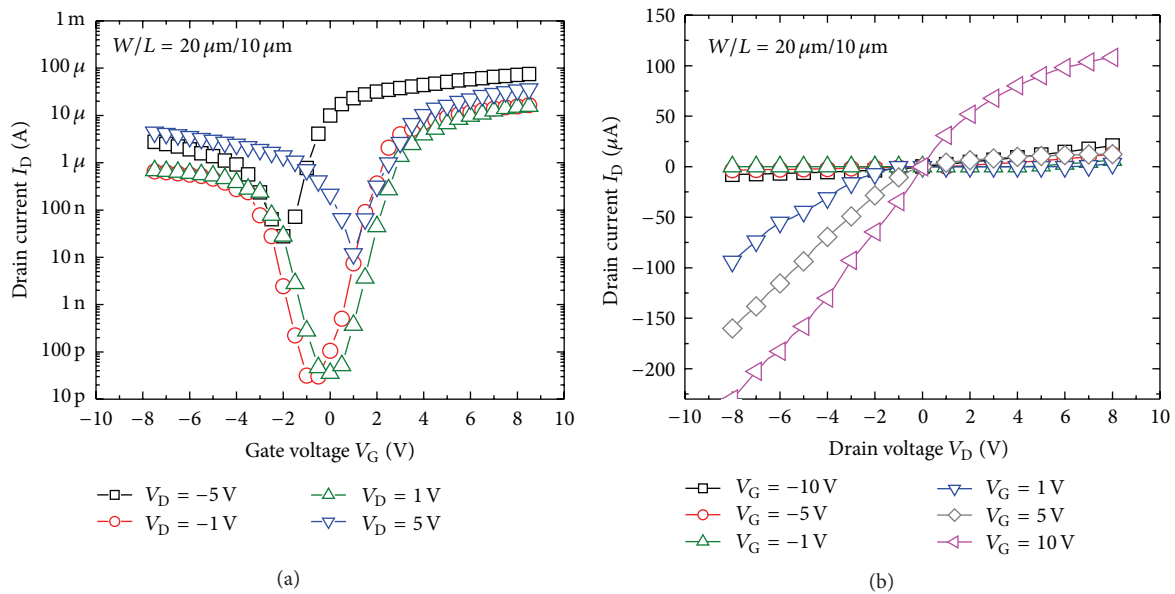 W/L = 20 μm/10 μm
1 m
100 μ
10 μ
1 μ
100 n
10 n
1 n
100 p
10 p
Drain current I_D (A)
−10 −8 −6 −4 −2 0 2 4 6 8 10
Gate voltage V_G (V)
V_D = −5 V
V_D = −1 V
V_D = 1 V
V_D = 5 V
(a)
W/L = 20 μm/10 μm
150
100
50
0
−50
−100
−150
−200
Drain current I_D (μA)
−10 −8 −6 −4 −2 0 2 4 6 8 10
Drain voltage V_D (V)
V_G = −10 V
V_G = −5 V
V_G = −1 V
V_G = 1 V
V_G = 5 V
V_G = 10 V
(b)